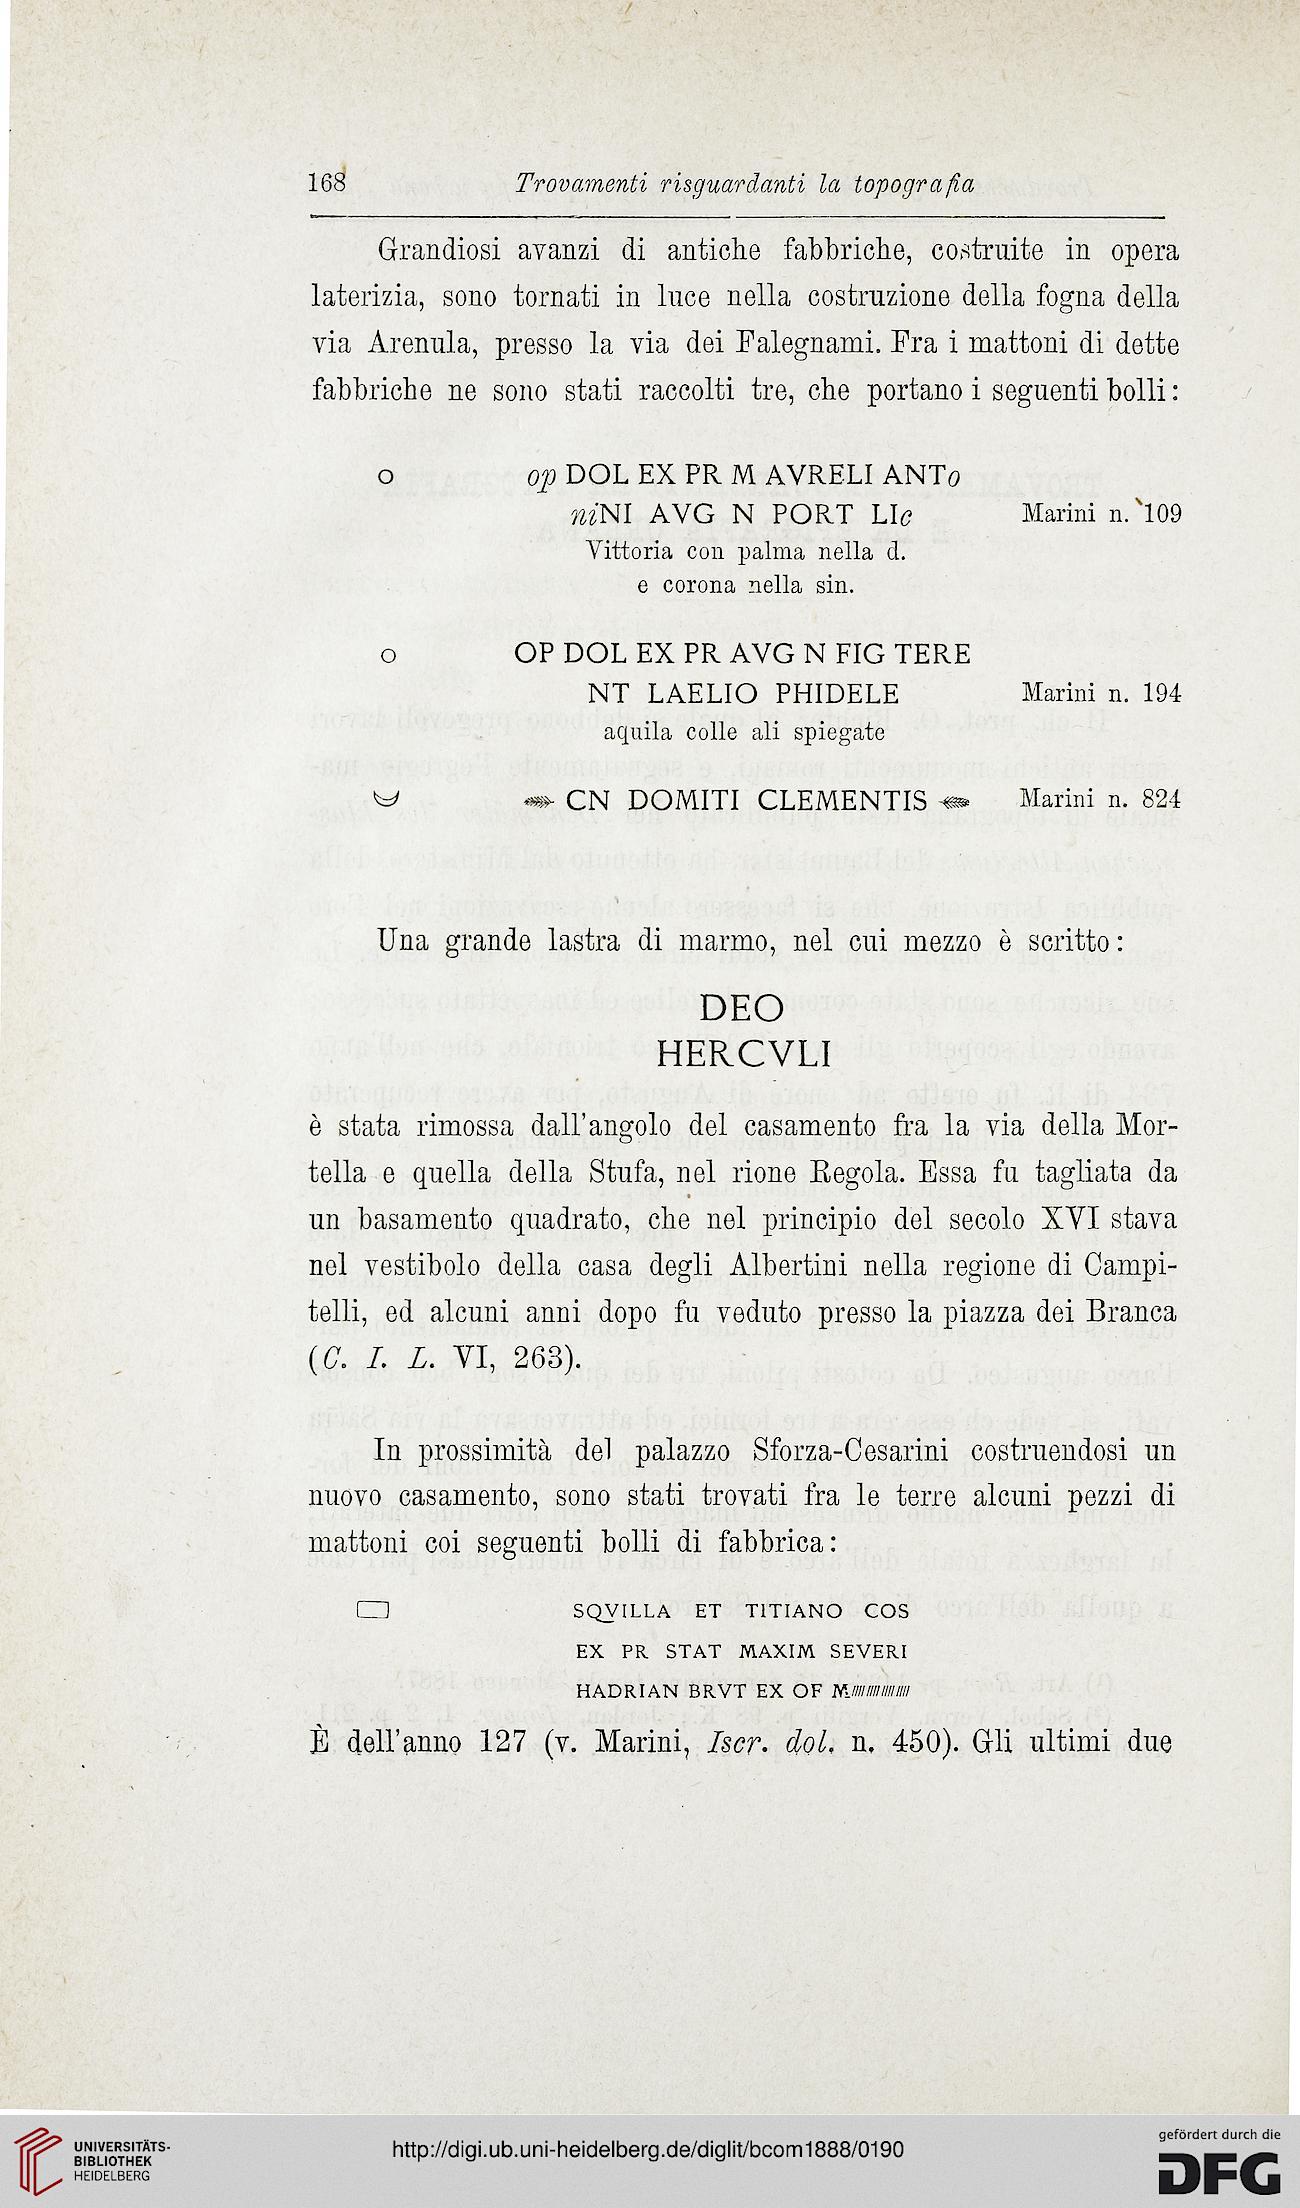 168 Trovamenti risguardanti la topografia
Grandiosi avanzi di antiche fabbriche, costruite in opera
laterizia, sono tornati in luce nella costruzione della fogna della
via Arenula, presso la via dei Falegnami. Fra i mattoni di dette
fabbriche ne sono stati raccolti tre, che portano i seguenti bolli:
○ op DOL EX PR M AVRELI ANTo
niNI AVG N PORT LIc Marini n. 109
Vittoria con palma nella d.
e corona nella sin.
○ OP DOL EX PR AVG N FIG TERE
NT LAELIO PHIDELE Marini n. 194
aquila colle ali spiegate
CN DOMITI CLEMENTIS Marini n. 824
Una grande lastra di marmo, nel cui mezzo è scritto:
DEO
HERCVLI
è stata rimossa dall'angolo del casamento fra la via della Mor-
tella e quella della Stufa, nel rione Regola. Essa fu tagliata da
un basamento quadrato, che nel principio del secolo XVI stava
nel vestibolo della casa degli Albertini nella regione di Campi-
telli, ed alcuni anni dopo fu veduto presso la piazza dei Branca
(C. I. L. VI, 263).
In prossimità del palazzo Sforza-Cesarini costruendosi un
nuovo casamento, sono stati trovati fra le terre alcuni pezzi di
mattoni coi seguenti bolli di fabbrica:
▭ SQVILLA ET TITIANO COS
EX PR STAT MAXIM SEVERI
HADRIAN BRVT EX OF M
È dell'anno 127 (v. Marini, Iscr. dol. n. 450). Gli ultimi due
UNIVERSITÄTS-
BIBLIOTHEK
HEIDELBERG
http://digi.ub.uni-heidelberg.de/diglit/bcom1888/0190
gefördert durch die
DFG